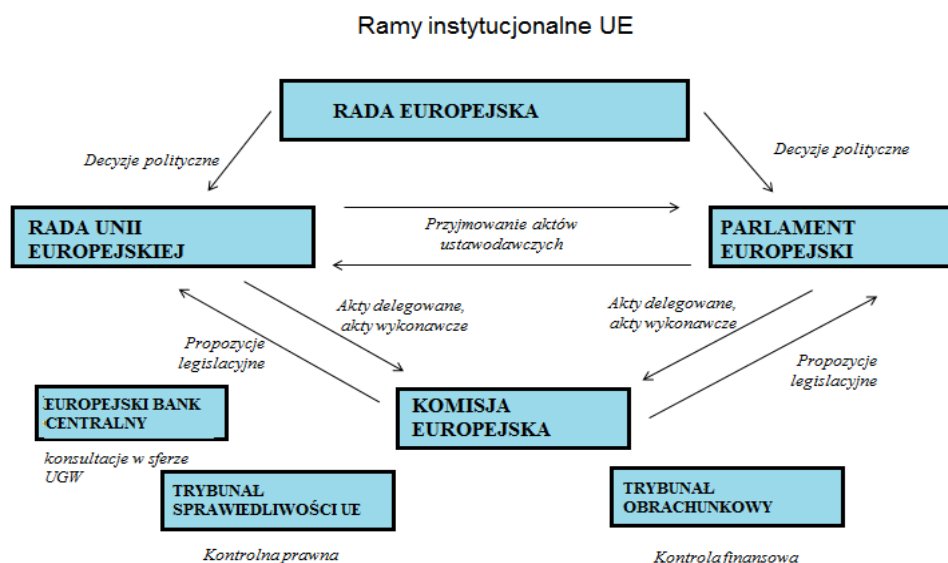 Ramy instytucjonalne UE
RADA EUROPEJSKA
Decyzje polityczne
Decyzje polityczne
RADA UNII
EUROPEJSKIEJ
Przyjmowanie aktów
ustawodawczych
PARLAMENT
EUROPEJSKI
Akty delegowane,
akty wykonawcze
Akty delegowane,
akty wykonawcze
Propozycje
legislacyjne
Propozycje
legislacyjne
EUROPEJSKI BANK
CENTRALNY
KOMISJA
EUROPEJSKA
konsultacje w sferze
UGW
TRYBUNAŁ
SPRAWIEDLIWOŚCI UE
TRYBUNAŁ
OBRACHUNKOWY
Kontrolna prawna
Kontrola finansowa